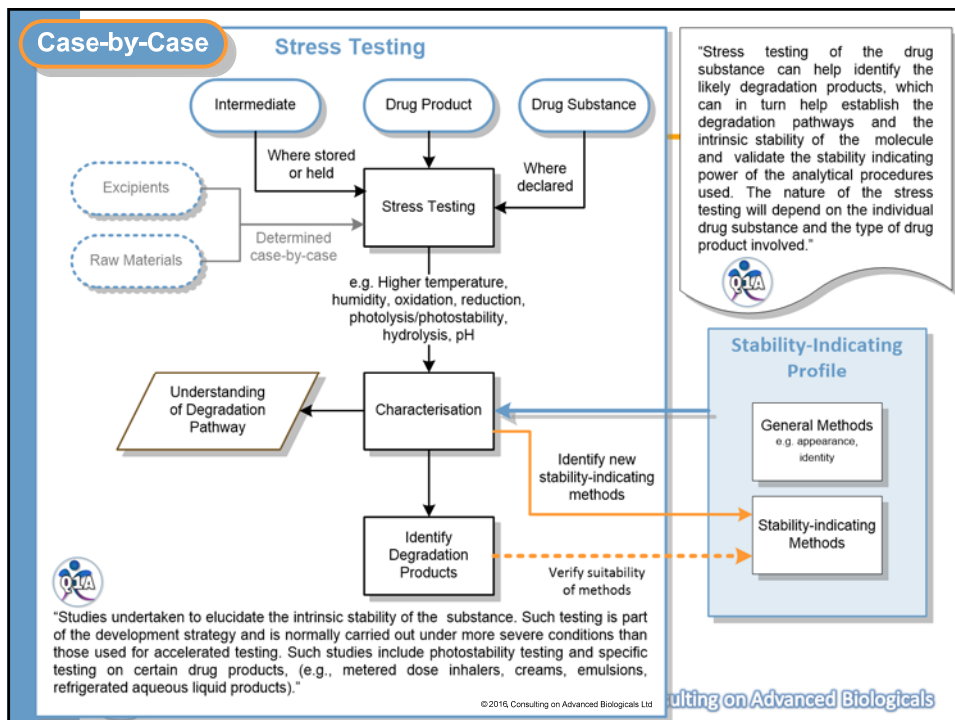 Case-by-Case
Stress Testing
Intermediate
Drug Product
Drug Substance
Where stored
or held
Where
declared
Excipients
Stress Testing
Raw Materials
Determined
case-by-case
e.g. Higher temperature,
humidity, oxidation, reduction,
photolysis/photostability,
hydrolysis, pH
Understanding
of Degradation
Pathway
Characterisation
Identify new
stability-indicating
methods
Identify
Degradation
Products
Verify suitability
of methods
Q1A
"Studies undertaken to elucidate the intrinsic stability of the substance. Such testing is part
of the development strategy and is normally carried out under more severe conditions than
those used for accelerated testing. Such studies include photostability testing and specific
testing on certain drug products, (e.g., metered dose inhalers, creams, emulsions,
refrigerated aqueous liquid products)."
© 2016, Consulting on Advanced Biologicals Ltd
"Stress testing of the drug
substance can help identify the
likely degradation products, which
can in turn help establish the
degradation pathways and the
intrinsic stability of the molecule
and validate the stability indicating
power of the analytical procedures
used. The nature of the stress
testing will depend on the individual
drug substance and the type of drug
product involved."
Q1A
Stability-Indicating
Profile
General Methods
e.g. appearance,
identity
Stability-indicating
Methods
ulting on Advanced Biologicals